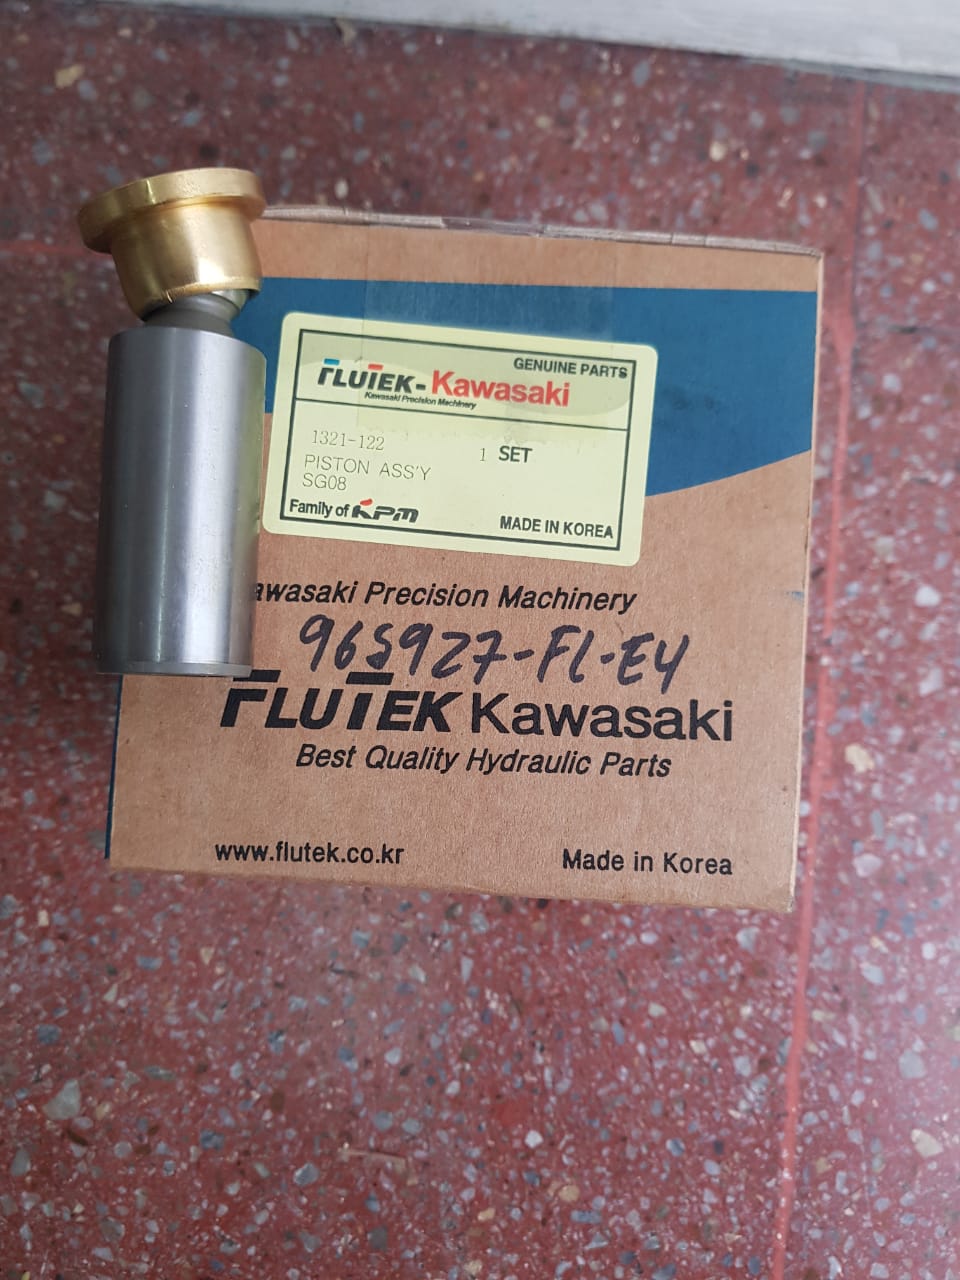 GENUINE PARTS
FLUTEK-Kawasaki
Kawasaki Precision Machinery
1321-122
1 SET
PISTON ASS'Y
SG08
Family of KPM
MADE IN KOREA
awasaki Precision Machinery
965927-FL-E4
FLUTEK Kawasaki
Best Quality Hydraulic Parts
www.flutek.co.kr
Made in Korea